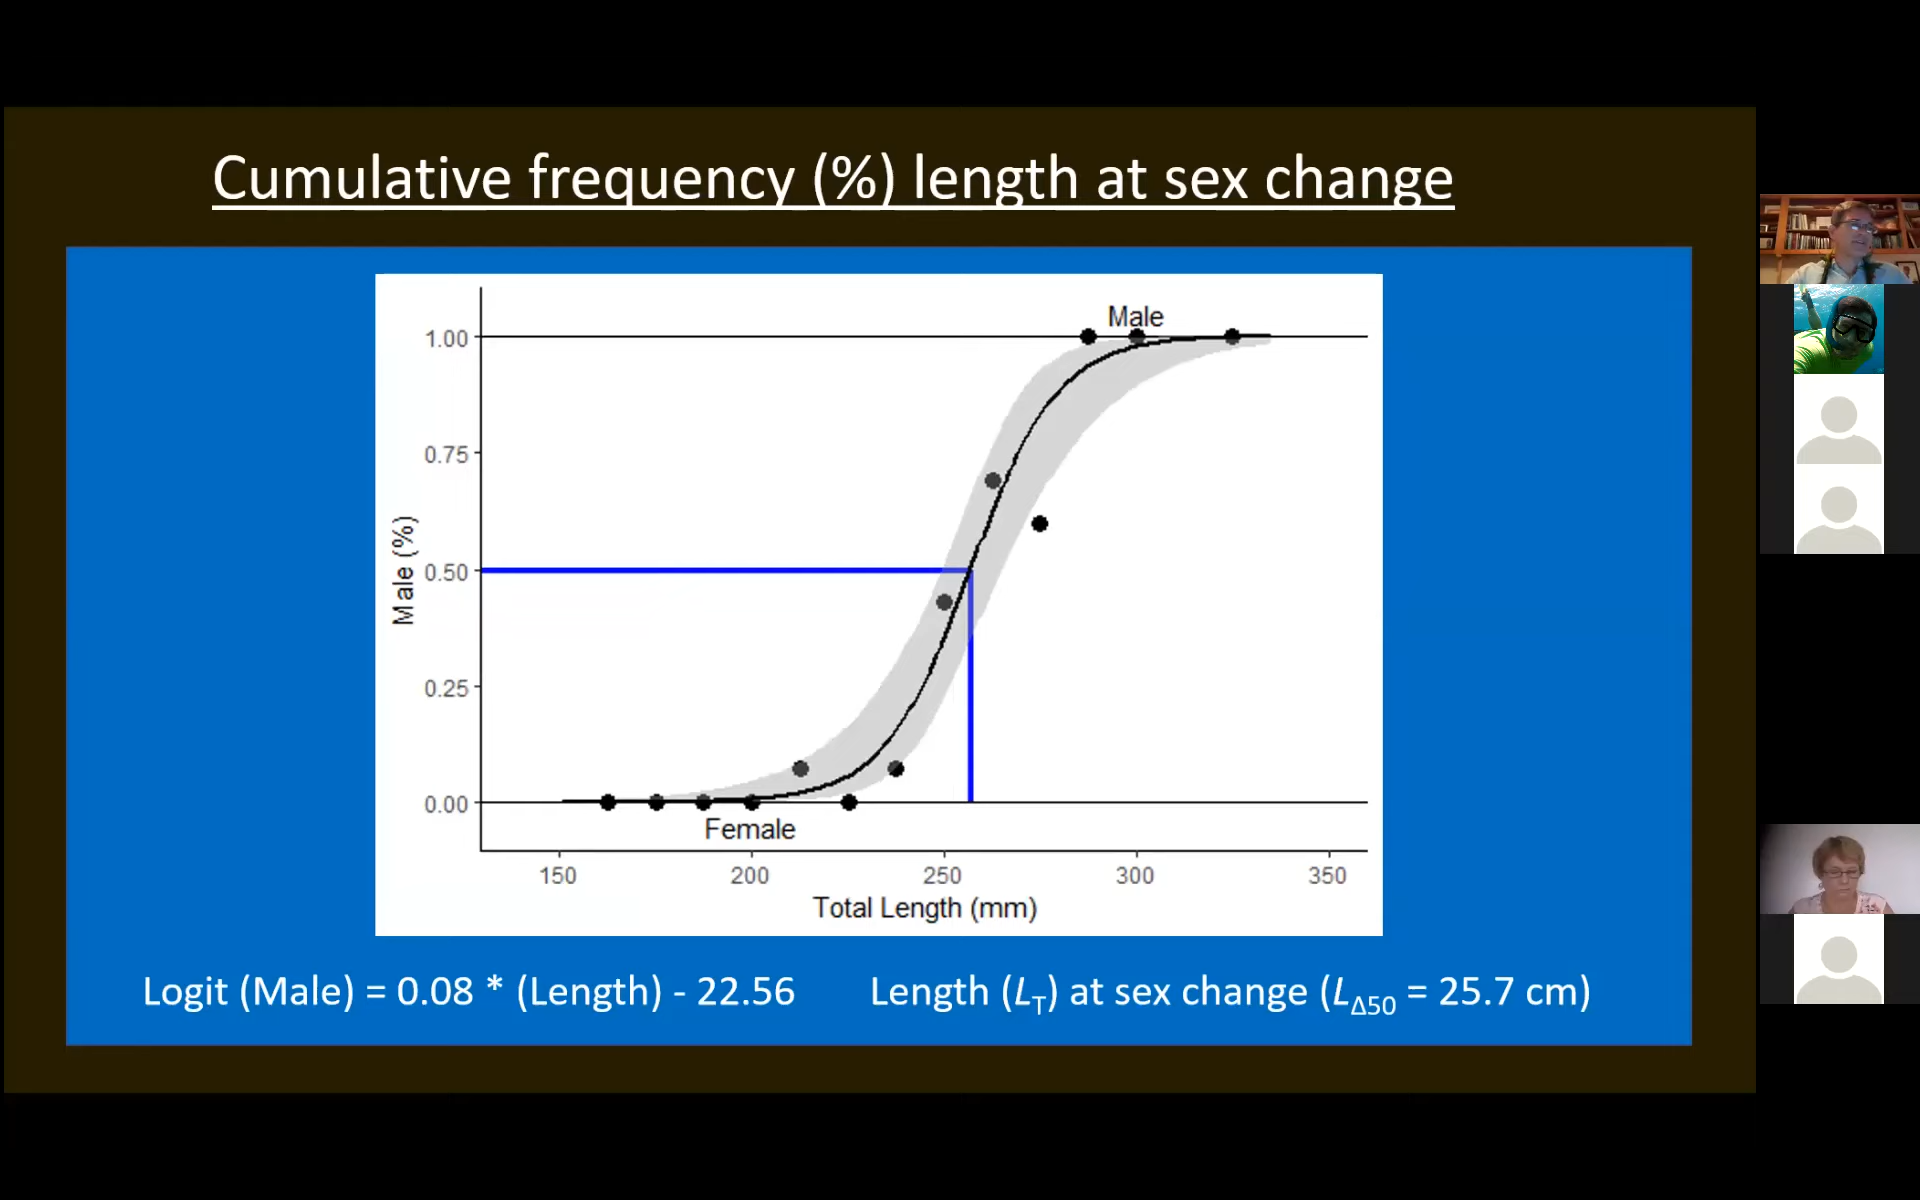 Cumulative frequency (%) length at sex change
Male
1.00
0.75
0.50
0.25
0.00
Male (%)
Female
150 200 250 300 350
Total Length (mm)
Logit (Male) = 0.08 * (Length) - 22.56
Length (LT) at sex change (LΔ50 = 25.7 cm)